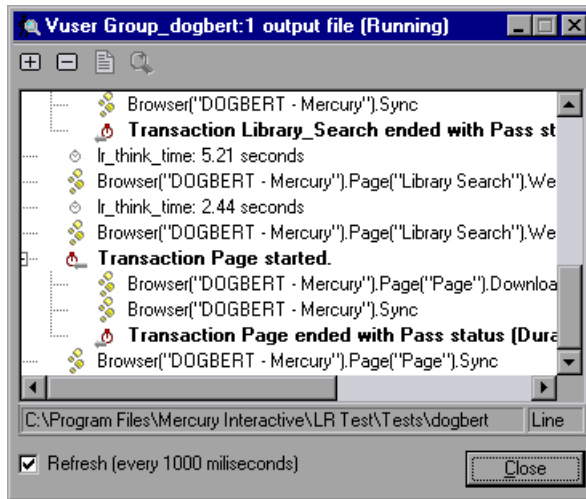 Vuser Group_dogbert:1 output file (Running)
Browser("DOGBERT - Mercury").Sync
Transaction Library_Search ended with Pass st
lr_think_time: 5.21 seconds
Browser("DOGBERT - Mercury").Page("Library Search").We
lr_think_time: 2.44 seconds
Browser("DOGBERT - Mercury").Page("Library Search").We
Transaction Page started.
Browser("DOGBERT - Mercury").Page("Page").Downloa
Browser("DOGBERT - Mercury").Sync
Transaction Page ended with Pass status (Dura
Browser("DOGBERT - Mercury").Page("Page").Sync
C:\Program Files\Mercury Interactive\LR Test\Tests\dogbert Line
Refresh (every 1000 miliseconds) Close